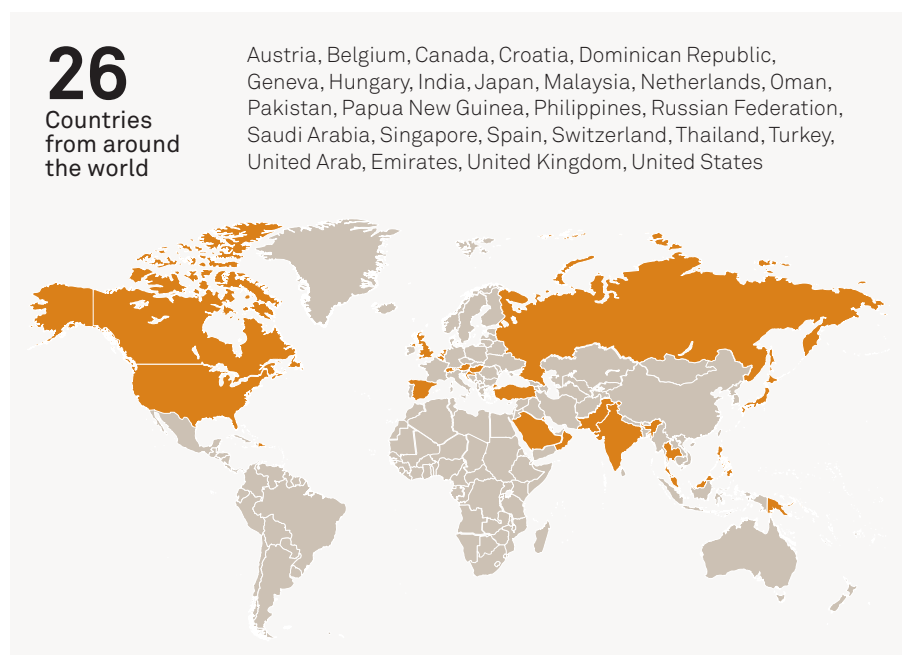 26
Countries
from around
the world
Austria, Belgium, Canada, Croatia, Dominican Republic,
Geneva, Hungary, India, Japan, Malaysia, Netherlands, Oman,
Pakistan, Papua New Guinea, Philippines, Russian Federation,
Saudi Arabia, Singapore, Spain, Switzerland, Thailand, Turkey,
United Arab, Emirates, United Kingdom, United States